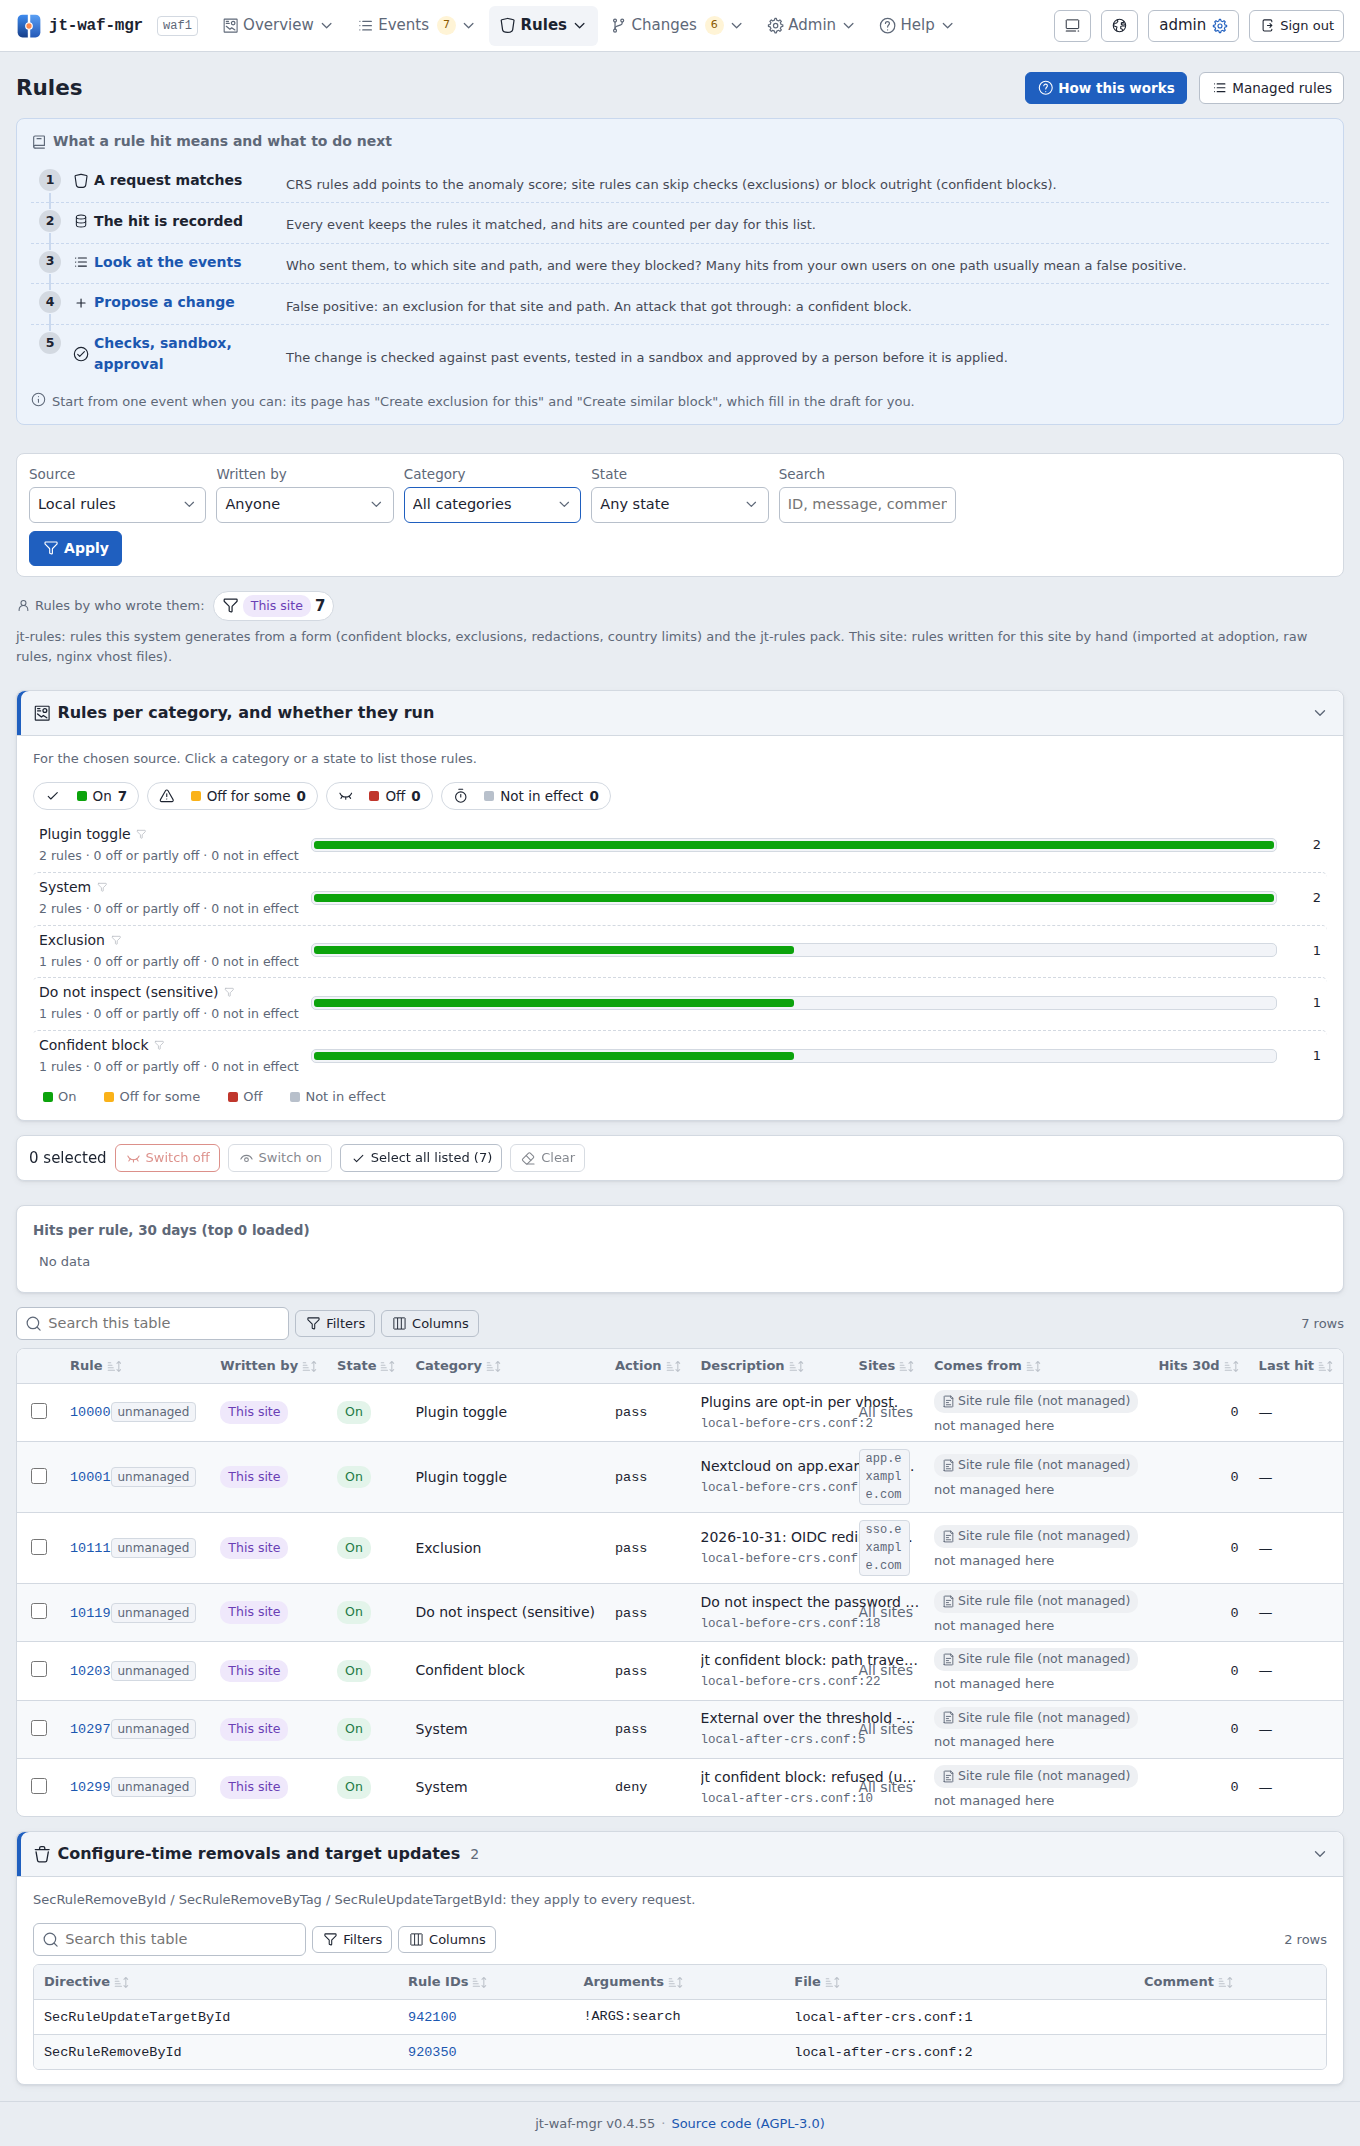 jt-waf-mgr waf1 Overview Events 7 Rules Changes 6 Admin Help admin Sign out
Rules How this works Managed rules
What a rule hit means and what to do next
1 A request matches CRS rules add points to the anomaly score; site rules can skip checks (exclusions) or block outright (confident blocks).
2 The hit is recorded Every event keeps the rules it matched, and hits are counted per day for this list.
3 Look at the events Who sent them, to which site and path, and were they blocked? Many hits from your own users on one path usually mean a false positive.
4 Propose a change False positive: an exclusion for that site and path. An attack that got through: a confident block.
5 Checks, sandbox, approval The change is checked against past events, tested in a sandbox and approved by a person before it is applied.
Start from one event when you can: its page has "Create exclusion for this" and "Create similar block", which fill in the draft for you.
Source Written by Category State Search
Local rules Anyone All categories Any state ID, message, commer
Apply
Rules by who wrote them: This site 7
jt-rules: rules this system generates from a form (confident blocks, exclusions, redactions, country limits) and the jt-rules pack. This site: rules written for this site by hand (imported at adoption, raw
rules, nginx vhost files).
Rules per category, and whether they run
For the chosen source. Click a category or a state to list those rules.
On 7 Off for some 0 Off 0 Not in effect 0
Plugin toggle
2 rules · 0 off or partly off · 0 not in effect 2
System
2 rules · 0 off or partly off · 0 not in effect 2
Exclusion
1 rules · 0 off or partly off · 0 not in effect 1
Do not inspect (sensitive)
1 rules · 0 off or partly off · 0 not in effect 1
Confident block
1 rules · 0 off or partly off · 0 not in effect 1
On Off for some Off Not in effect
0 selected Switch off Switch on Select all listed (7) Clear
Hits per rule, 30 days (top 0 loaded)
No data
Search this table Filters Columns 7 rows
Rule Written by State Category Action Description Sites Comes from Hits 30d Last hit
10000 unmanaged This site On Plugin toggle pass Plugins are opt-in per vhost. local-before-crs.conf:2 All sites Site rule file (not managed) not managed here 0 —
10001 unmanaged This site On Plugin toggle pass Nextcloud on app.exar . local-before-crs.conf app.example.com Site rule file (not managed) not managed here 0 —
10111 unmanaged This site On Exclusion pass 2026-10-31: OIDC redi . local-before-crs.conf sso.example.com Site rule file (not managed) not managed here 0 —
10119 unmanaged This site On Do not inspect (sensitive) pass Do not inspect the password ... local-before-crs.conf:18 All sites Site rule file (not managed) not managed here 0 —
10203 unmanaged This site On Confident block pass jt confident block: path trave... local-before-crs.conf:22 All sites Site rule file (not managed) not managed here 0 —
10297 unmanaged This site On System pass External over the threshold -... local-after-crs.conf:5 All sites Site rule file (not managed) not managed here 0 —
10299 unmanaged This site On System deny jt confident block: refused (u... local-after-crs.conf:10 All sites Site rule file (not managed) not managed here 0 —
Configure-time removals and target updates 2
SecRuleRemoveById / SecRuleRemoveByTag / SecRuleUpdateTargetById: they apply to every request.
Search this table Filters Columns 2 rows
Directive Rule IDs Arguments File Comment
SecRuleUpdateTargetById 942100 !ARGS:search local-after-crs.conf:1
SecRuleRemoveById 920350 local-after-crs.conf:2
jt-waf-mgr v0.4.55 · Source code (AGPL-3.0)